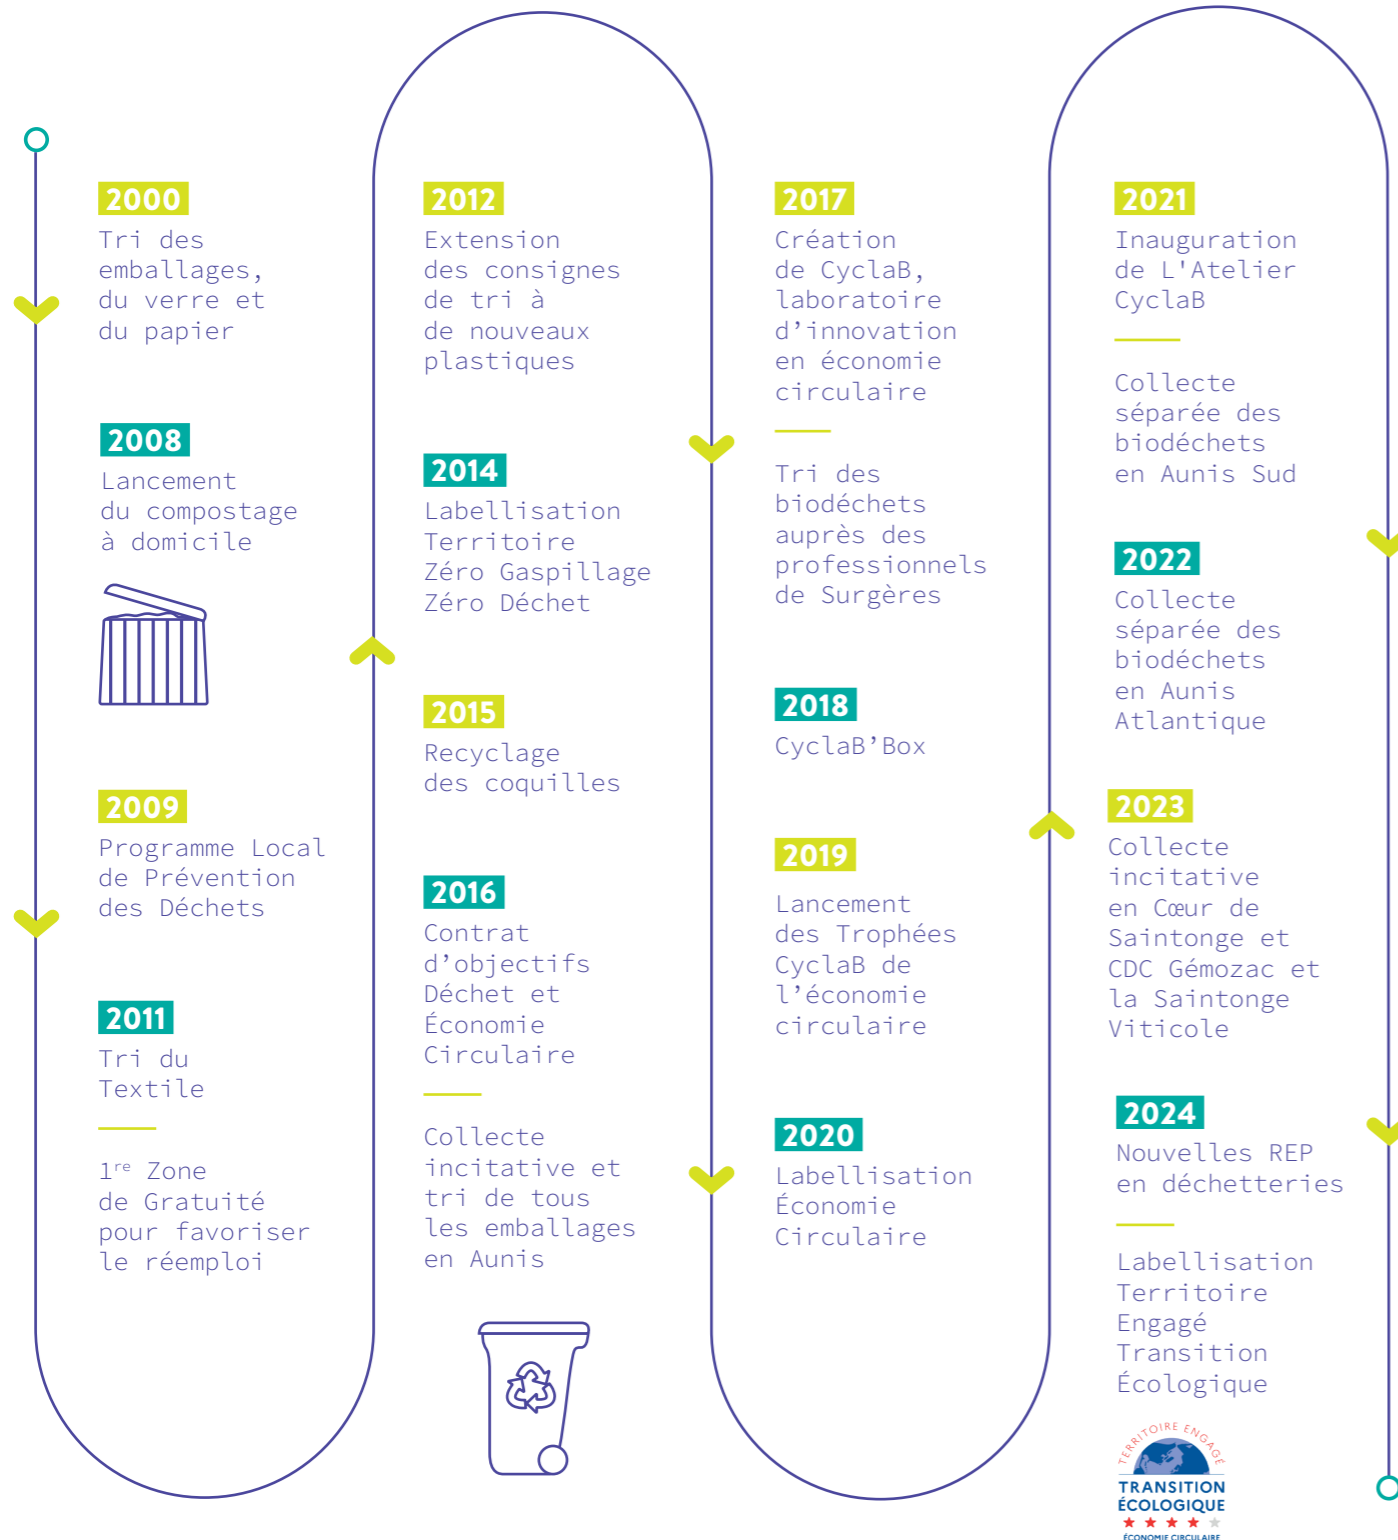 2000
Tri des
emballages,
du verre et
du papier
2008
Lancement
du compostage
à domicile
2009
Programme Local
de Prévention
des Déchets
2011
Tri du
Textile
1re Zone
de Gratuité
pour favoriser
le réemploi
2012
Extension
des consignes
de tri à
de nouveaux
plastiques
2014
Labellisation
Territoire
Zéro Gaspillage
Zéro Déchet
2015
Recyclage
des coquilles
2016
Contrat
d’objectifs
Déchet et
Économie
Circulaire
Collecte
incitative et
tri de tous
les emballages
en Aunis
2017
Création
de CyclaB,
laboratoire
d’innovation
en économie
circulaire
Tri des
biodéchets
auprès des
professionnels
de Surgères
2018
CyclaB’Box
2019
Lancement
des Trophées
CyclaB de
l’économie
circulaire
2020
Labellisation
Économie
Circulaire
2021
Inauguration
de L'Atelier
CyclaB
Collecte
séparée des
biodéchets
en Aunis Sud
2022
Collecte
séparée des
biodéchets
en Aunis
Atlantique
2023
Collecte
incitative
en Cœur de
Saintonge et
CDC Gémozac et
la Saintonge
Viticole
2024
Nouvelles REP
en déchetteries
Labellisation
Territoire
Engagé
Transition
Écologique
TERRITOIRE ENGAGÉ
TRANSITION
ÉCOLOGIQUE
ÉCONOMIE CIRCULAIRE